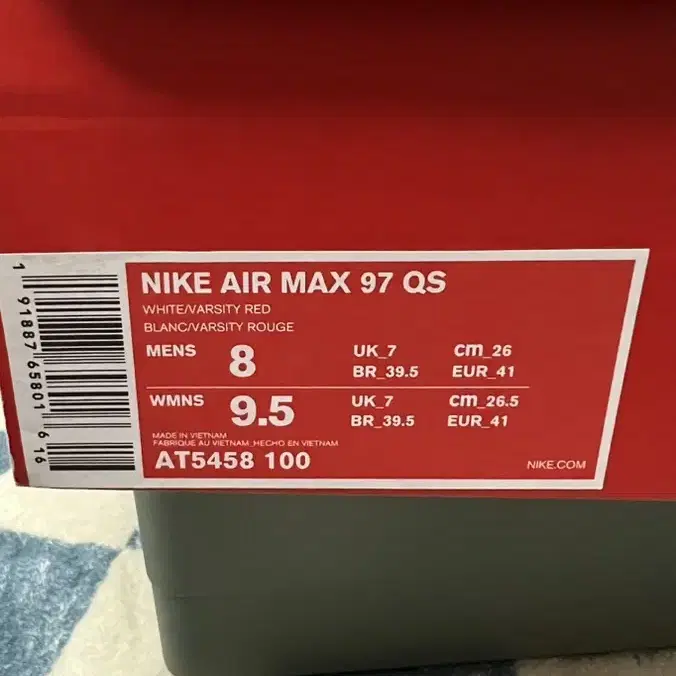 1 91887 65801 6 16
NIKE AIR MAX 97 QS
WHITE/VARSITY RED
BLANC/VARSITY ROUGE
MENS 8 UK_7 cm_26
BR_39.5 EUR_41
WMNS 9.5 UK_7 cm_26.5
BR_39.5 EUR_41
MADE IN VIETNAM
FABRIQUE AU VIETNAM_HECHO EN VIETNAM
AT5458 100
NIKE.COM